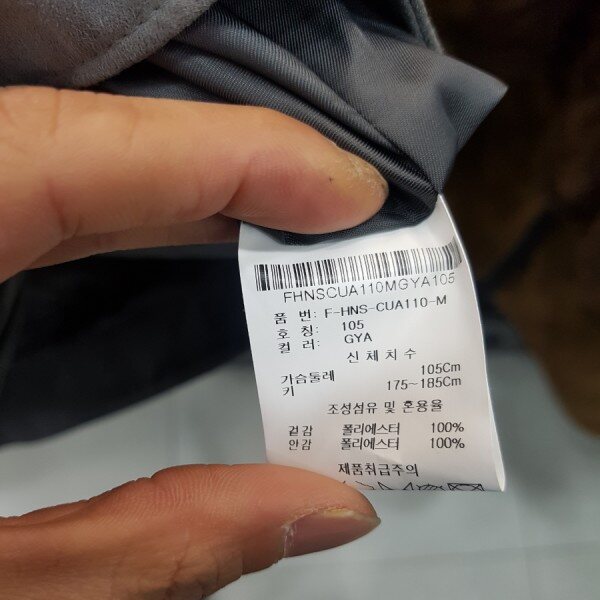 FHNSCUA110MGYA105
품 번: F-HNS-CUA110-M
호 칭: 105
컬 러: GYA
신체치수
가슴둘레 105Cm
키 175~185Cm
조성섬유 및 혼용율
겉감 폴리에스터 100%
안감 폴리에스터 100%
제품취급주의